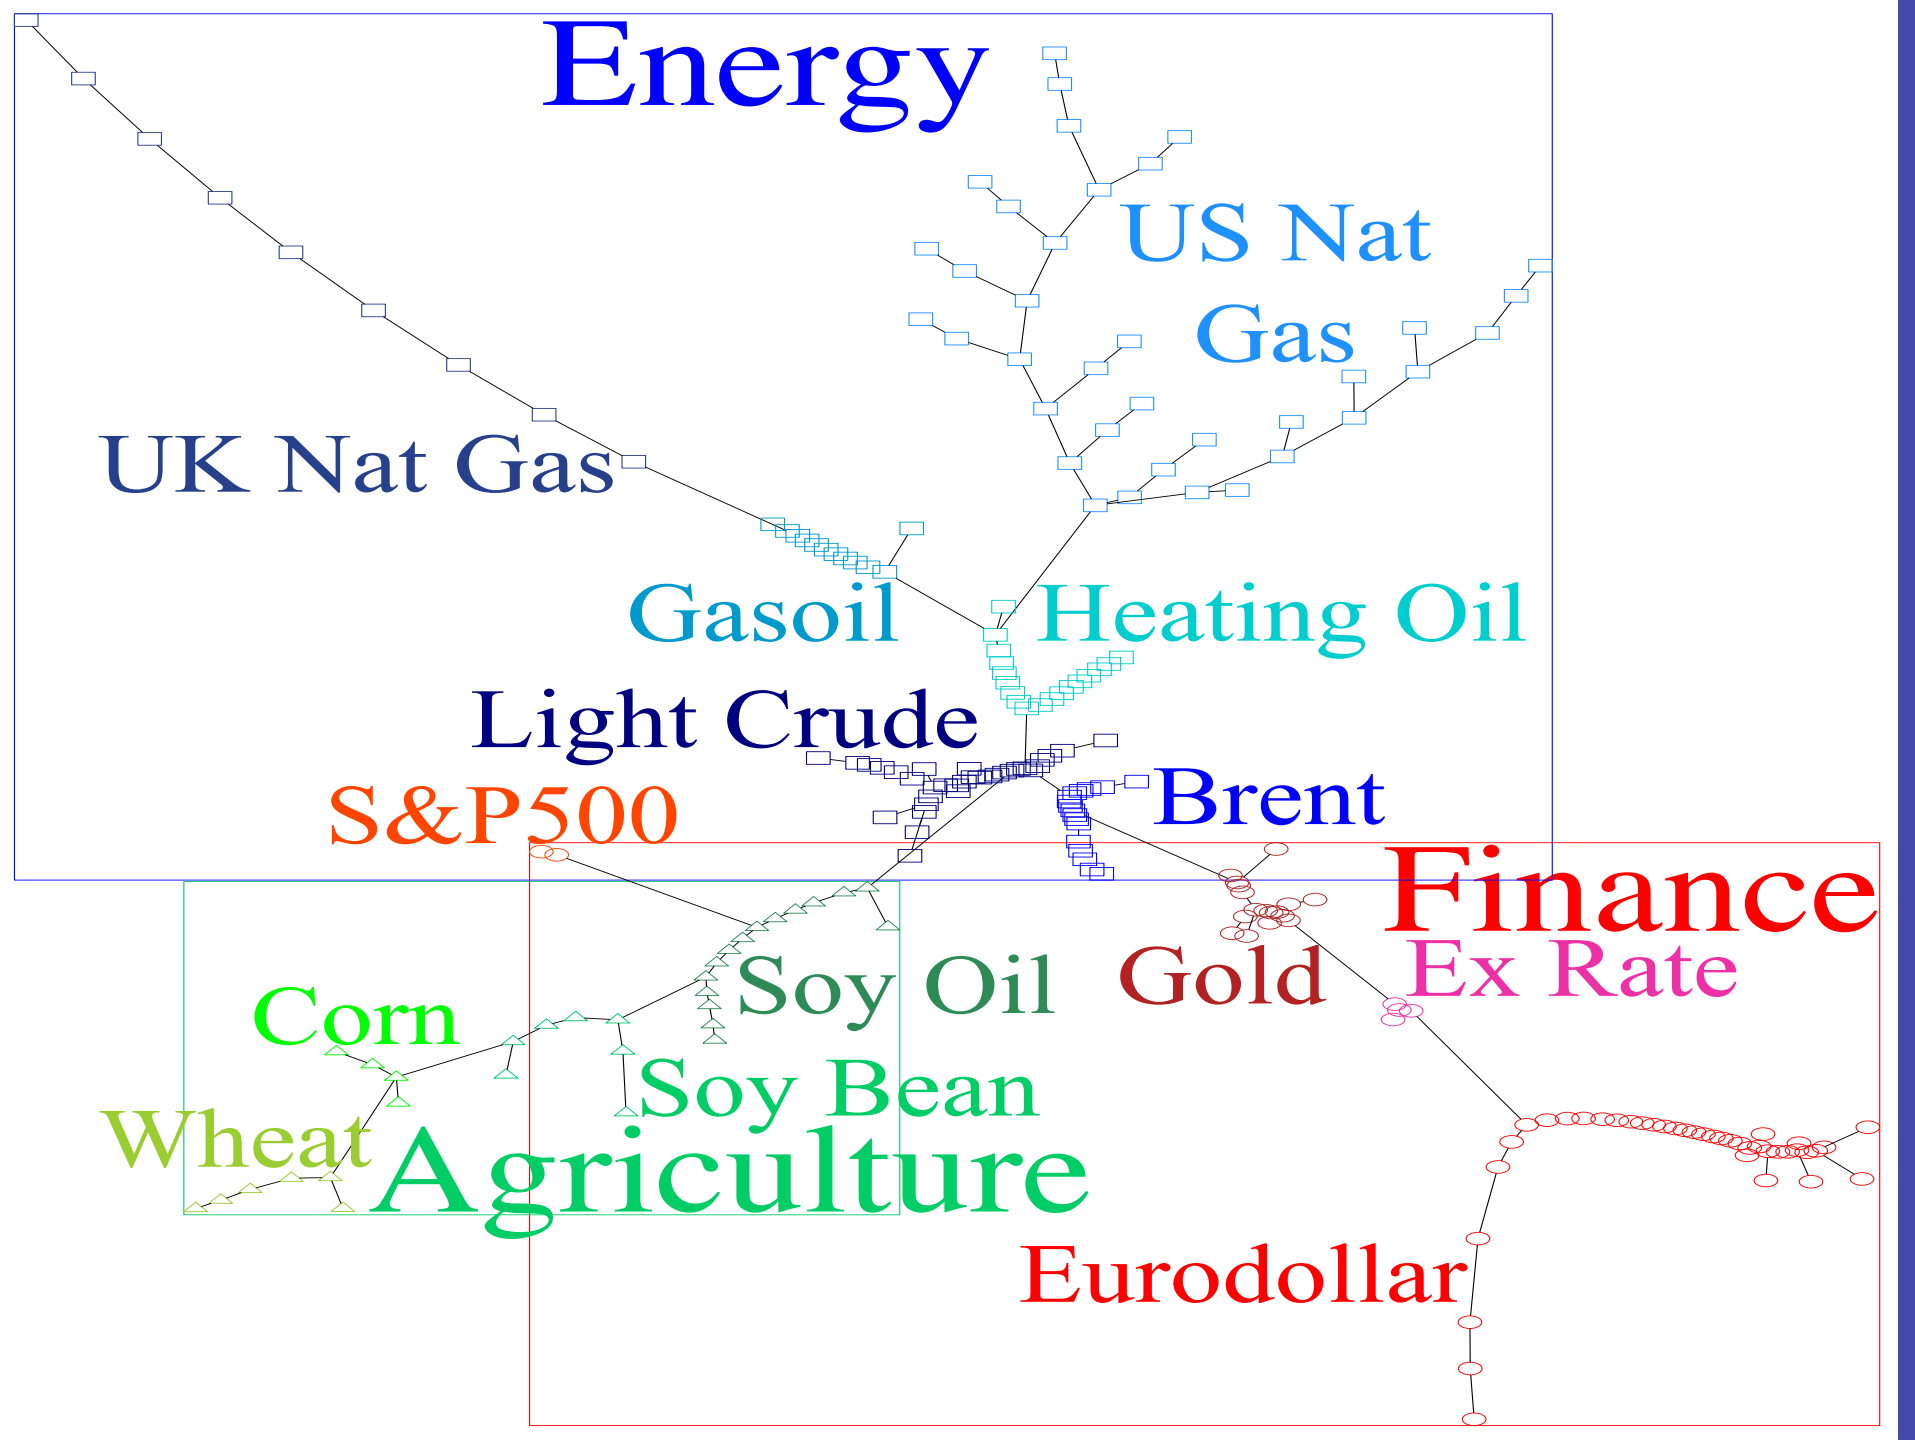 Energy
US Nat
Gas
UK Nat Gas
Gasoil
Heating Oil
Light Crude
S&P500
Brent
Finance
Ex Rate
Gold
Soy Oil
Corn
Soy Bean
Wheat
Agriculture
Eurodollar